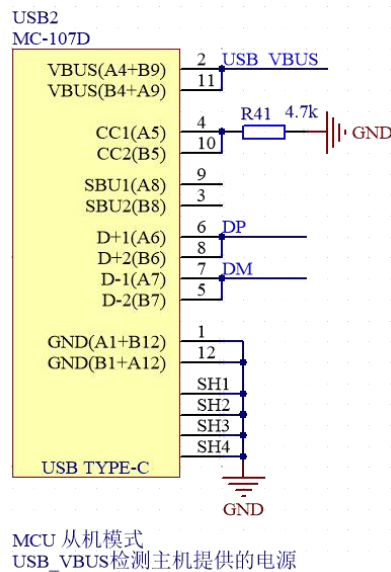 USB2
MC-107D
VBUS(A4+B9) 2 USB_VBUS
VBUS(B4+A9) 11
CC1(A5) 4 R41 4.7k GND
CC2(B5) 10
SBU1(A8) 9
SBU2(B8) 3
D+1(A6) 6 DP
D+2(B6) 8
D-1(A7) 7 DM
D-2(B7) 5
GND(A1+B12) 1
GND(B1+A12) 12
SH1
SH2
SH3
SH4
USB TYPE-C
GND
MCU 从机模式
USB_VBUS检测主机提供的电源